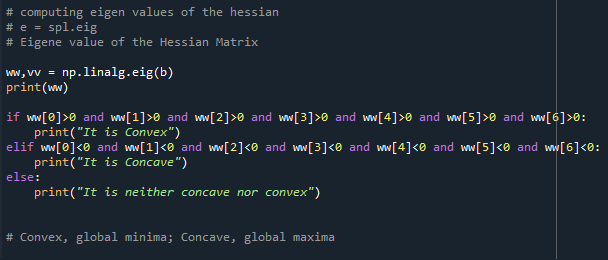 # computing eigen values of the hessian
# e = spl.eig
# Eigene value of the Hessian Matrix
ww,vv = np.linalg.eig(b)
print(ww)
if ww[0]>0 and ww[1]>0 and ww[2]>0 and ww[3]>0 and ww[4]>0 and ww[5]>0 and ww[6]>0:
    print("It is Convex")
elif ww[0]<0 and ww[1]<0 and ww[2]<0 and ww[3]<0 and ww[4]<0 and ww[5]<0 and ww[6]<0:
    print("It is Concave")
else:
    print("It is neither concave nor convex")
# Convex, global minima; Concave, global maxima